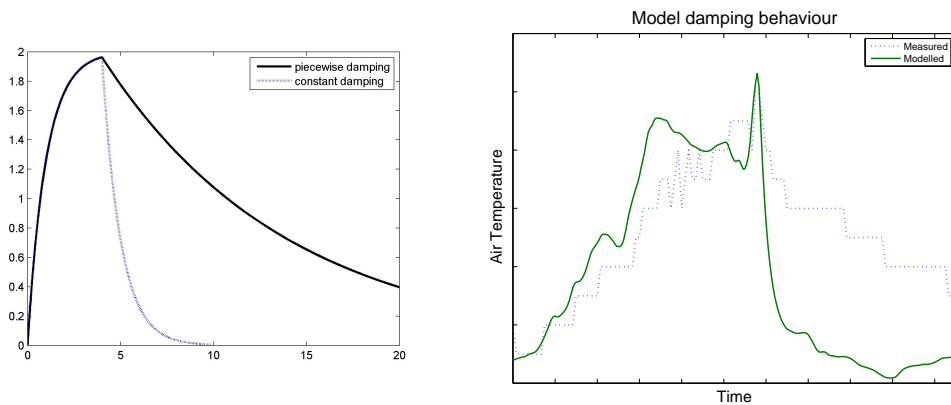 2
1.8
1.6
1.4
1.2
1
0.8
0.6
0.4
0.2
0
0 5 10 15 20
piecewise damping
constant damping
Model damping behaviour
Measured
Modelled
Air Temperature
Time